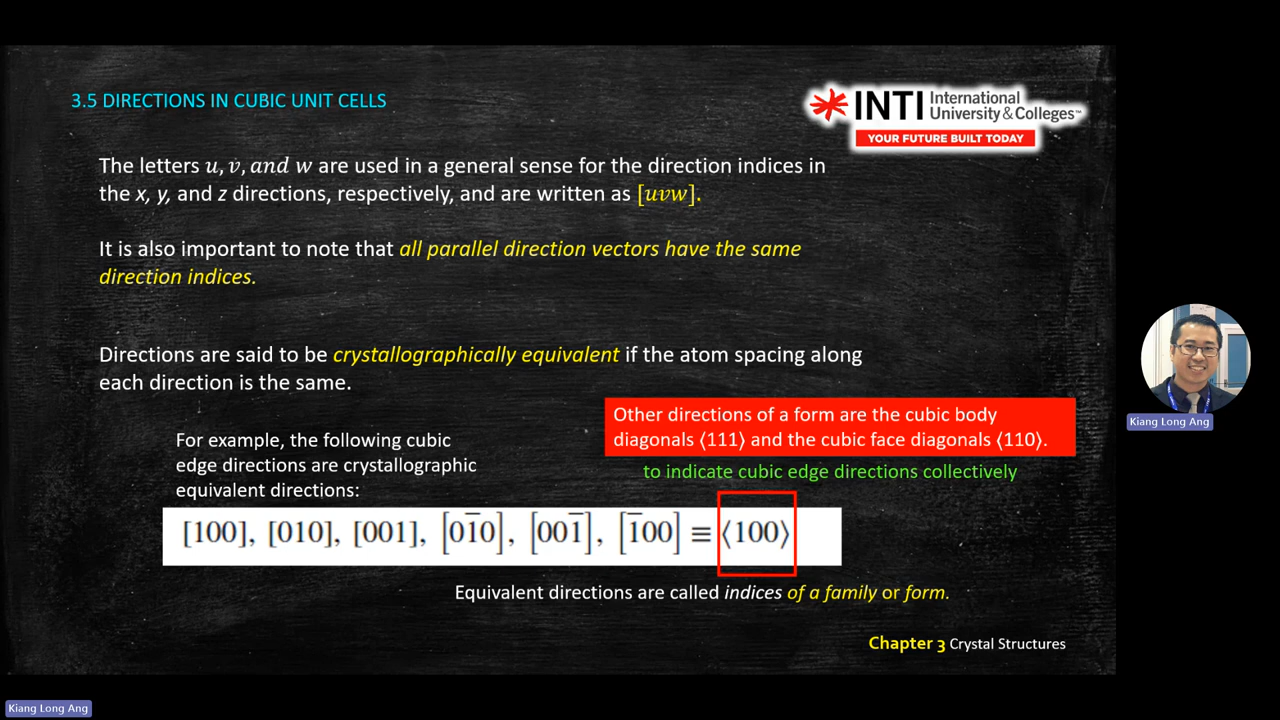 3.5 DIRECTIONS IN CUBIC UNIT CELLS
INTI International
University & Colleges™
YOUR FUTURE BUILT TODAY
The letters u, v, and w are used in a general sense for the direction indices in
the x, y, and z directions, respectively, and are written as [uvw].
It is also important to note that all parallel direction vectors have the same
direction indices.
Directions are said to be crystallographically equivalent if the atom spacing along
each direction is the same.
For example, the following cubic
edge directions are crystallographic
equivalent directions:
Other directions of a form are the cubic body
diagonals ⟨111⟩ and the cubic face diagonals ⟨110⟩.
to indicate cubic edge directions collectively
[100], [010], [001], [01̅0], [001̅], [1̅00] ≡ ⟨100⟩
Equivalent directions are called indices of a family or form.
Chapter 3 Crystal Structures
Kiang Long Ang
Kiang Long Ang